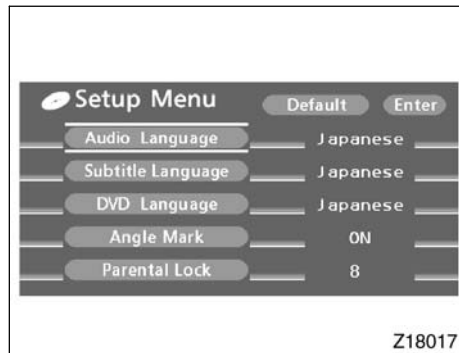 Setup Menu Default Enter
Audio Language Japanese
Subtitle Language Japanese
DVD Language Japanese
Angle Mark ON
Parental Lock 8
Z18017